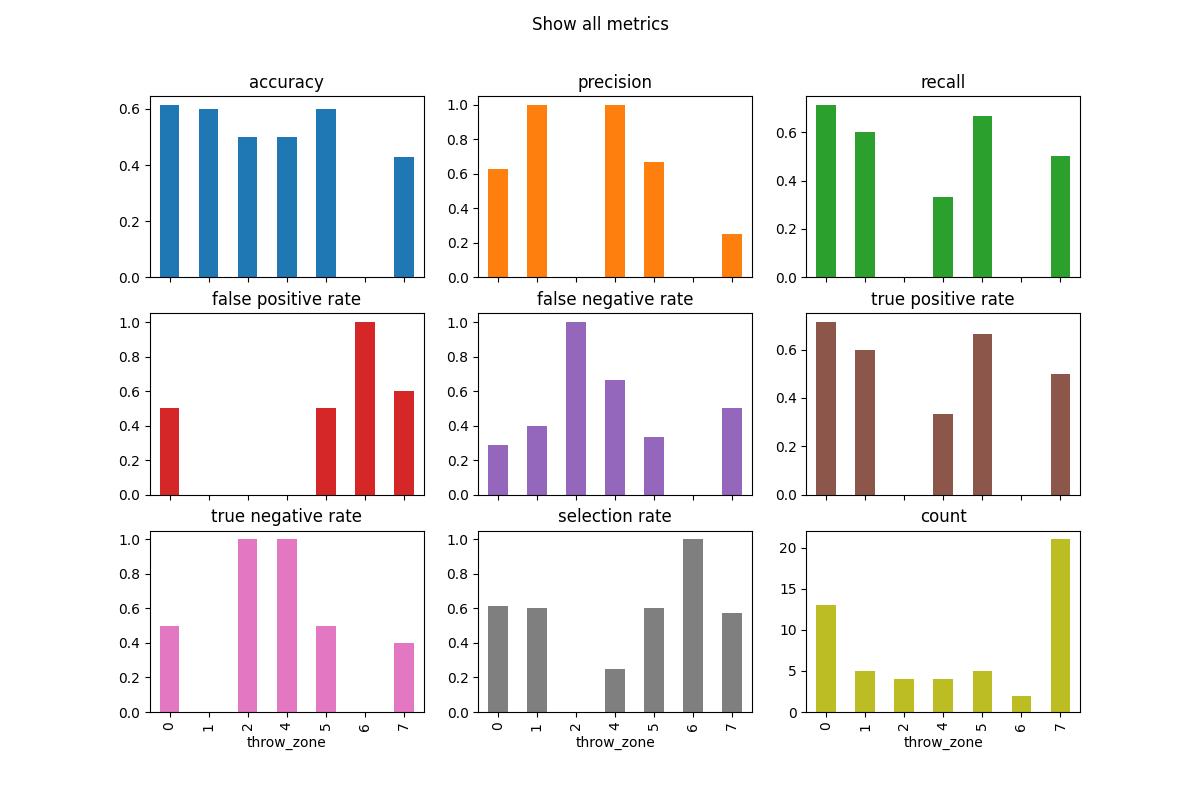 Show all metrics
accuracy
0.6
0.4
0.2
0.0
precision
1.0
0.8
0.6
0.4
0.2
0.0
recall
0.6
0.4
0.2
0.0
false positive rate
1.0
0.8
0.6
0.4
0.2
0.0
false negative rate
1.0
0.8
0.6
0.4
0.2
0.0
true positive rate
0.6
0.4
0.2
0.0
true negative rate
1.0
0.8
0.6
0.4
0.2
0.0
0 1 2 4 5 6 7
throw_zone
selection rate
1.0
0.8
0.6
0.4
0.2
0.0
0 1 2 4 5 6 7
throw_zone
count
20
15
10
5
0
0 1 2 4 5 6 7
throw_zone